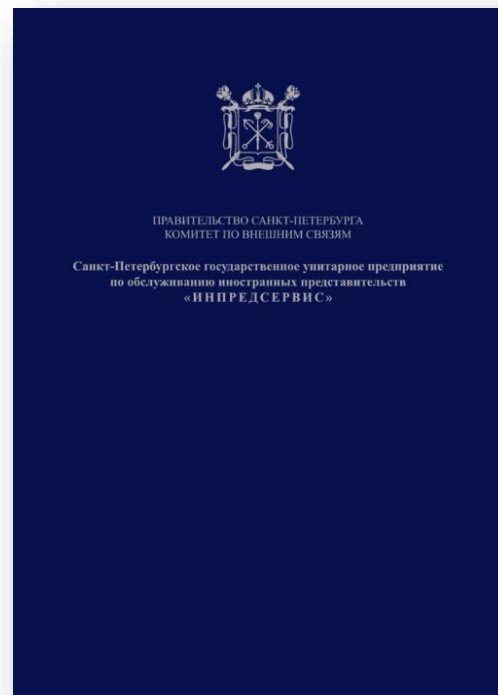 ПРАВИТЕЛЬСТВО САНКТ-ПЕТЕРБУРГА
КОМИТЕТ ПО ВНЕШНИМ СВЯЗЯМ
Санкт-Петербургское государственное унитарное предприятие
по обслуживанию иностранных представительств
«ИНПРЕДСЕРВИС»